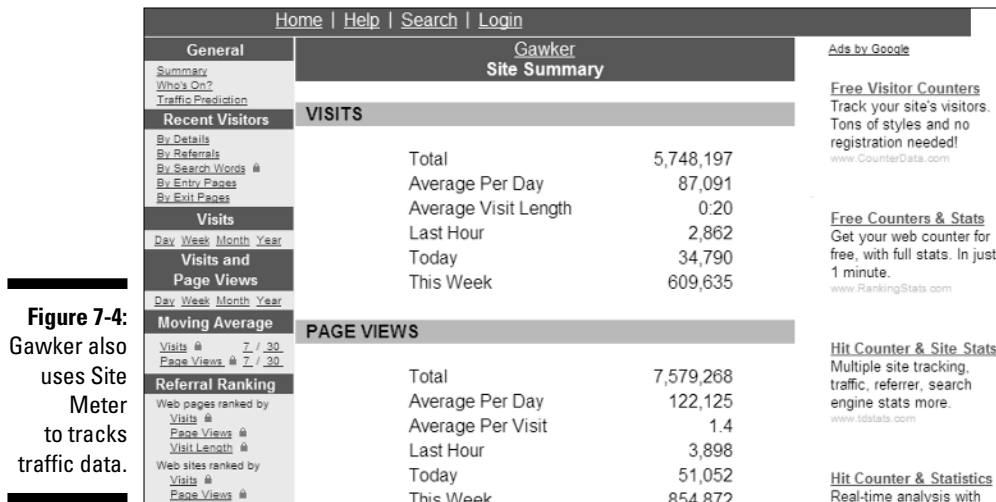 Home | Help | Search | Login
General
Summary
Who's On?
Traffic Prediction
Recent Visitors
By Details
By Referrals
By Search Words
By Entry Pages
By Exit Pages
Visits
Day Week Month Year
Visits and
Page Views
Day Week Month Year
Moving Average
Visits 7 / 30
Page Views 7 / 30
Referral Ranking
Web pages ranked by
Visits
Page Views
Visit Length
Web sites ranked by
Visits
Page Views
Gawker
Site Summary
VISITS
Total 5,748,197
Average Per Day 87,091
Average Visit Length 0:20
Last Hour 2,862
Today 34,790
This Week 609,635
PAGE VIEWS
Total 7,579,268
Average Per Day 122,125
Average Per Visit 1.4
Last Hour 3,898
Today 51,052
This Week 854,872
Ads by Google
Free Visitor Counters
Track your site's visitors.
Tons of styles and no
registration needed!
www.CounterData.com
Free Counters & Stats
Get your web counter for
free, with full stats. In just
1 minute.
www.RankingStats.com
Hit Counter & Site Stats
Multiple site tracking,
traffic, referrer, search
engine stats more.
www.tdstats.com
Hit Counter & Statistics
Real-time analysis with
Figure 7-4:
Gawker also
uses Site
Meter
to tracks
traffic data.